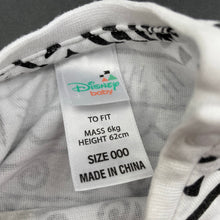 Disney
baby
TO FIT
MASS 6kg
HEIGHT 62cm
SIZE 000
MADE IN CHINA